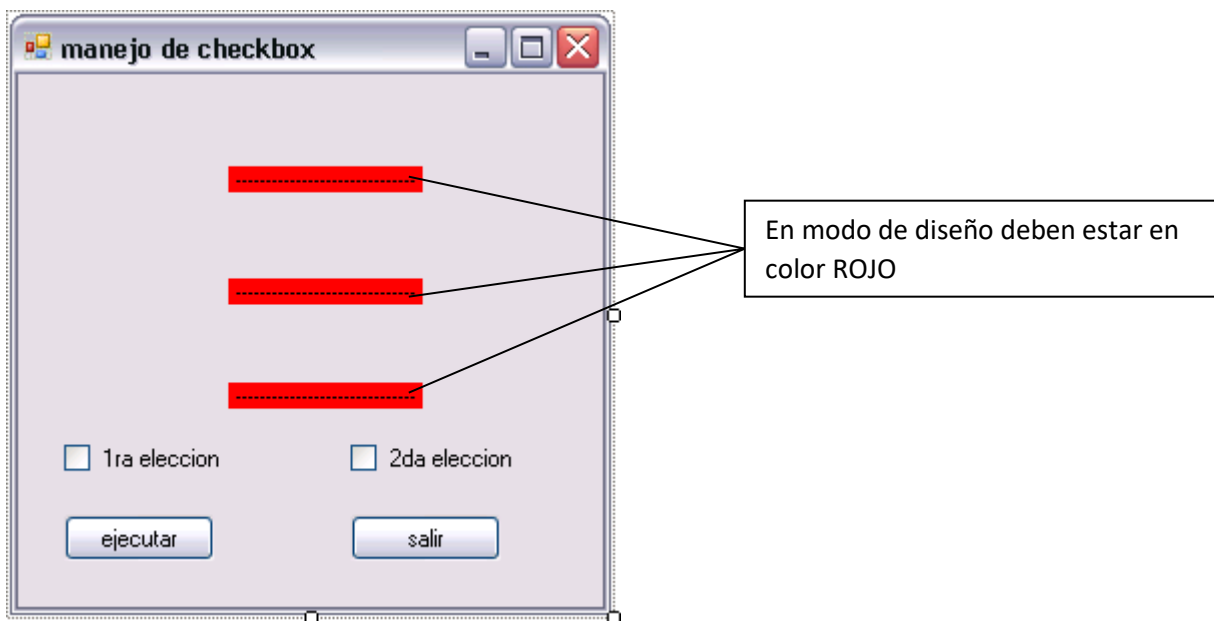 manejo de checkbox
------------------------------
------------------------------
------------------------------
En modo de diseño deben estar en
color ROJO
1ra eleccion
2da eleccion
ejecutar
salir